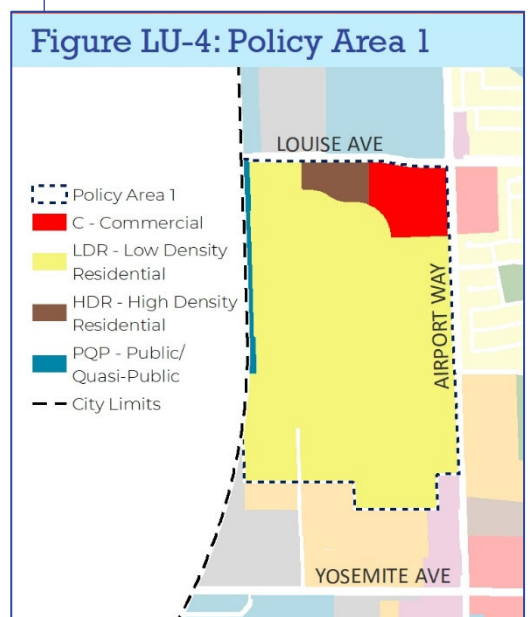 Figure LU-4: Policy Area 1
LOUISE AVE
Policy Area 1
C - Commercial
LDR - Low Density
Residential
HDR - High Density
Residential
PQP - Public/
Quasi-Public
City Limits
AIRPORT WAY
YOSEMITE AVE